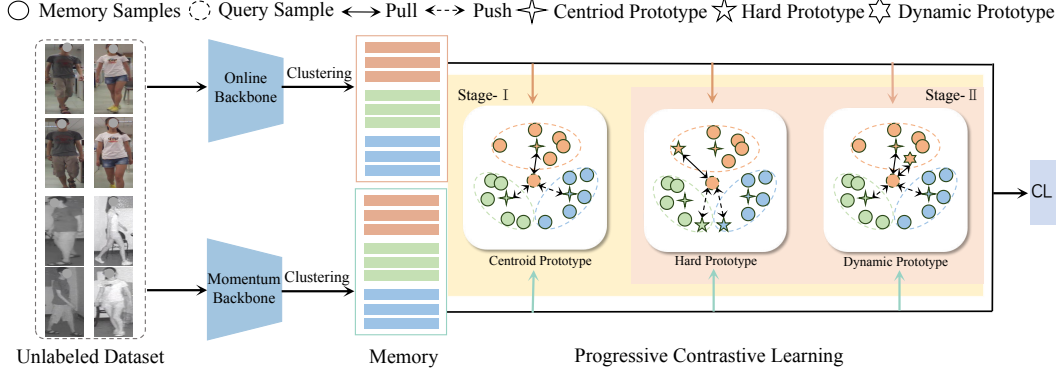 Memory Samples Query Sample Pull Push Centriod Prototype Hard Prototype Dynamic Prototype
Online
Backbone
Clustering
Stage-Ⅰ
Stage-Ⅱ
Centroid Prototype
Hard Prototype
Dynamic Prototype
CL
Momentum
Backbone
Clustering
Unlabeled Dataset
Memory
Progressive Contrastive Learning